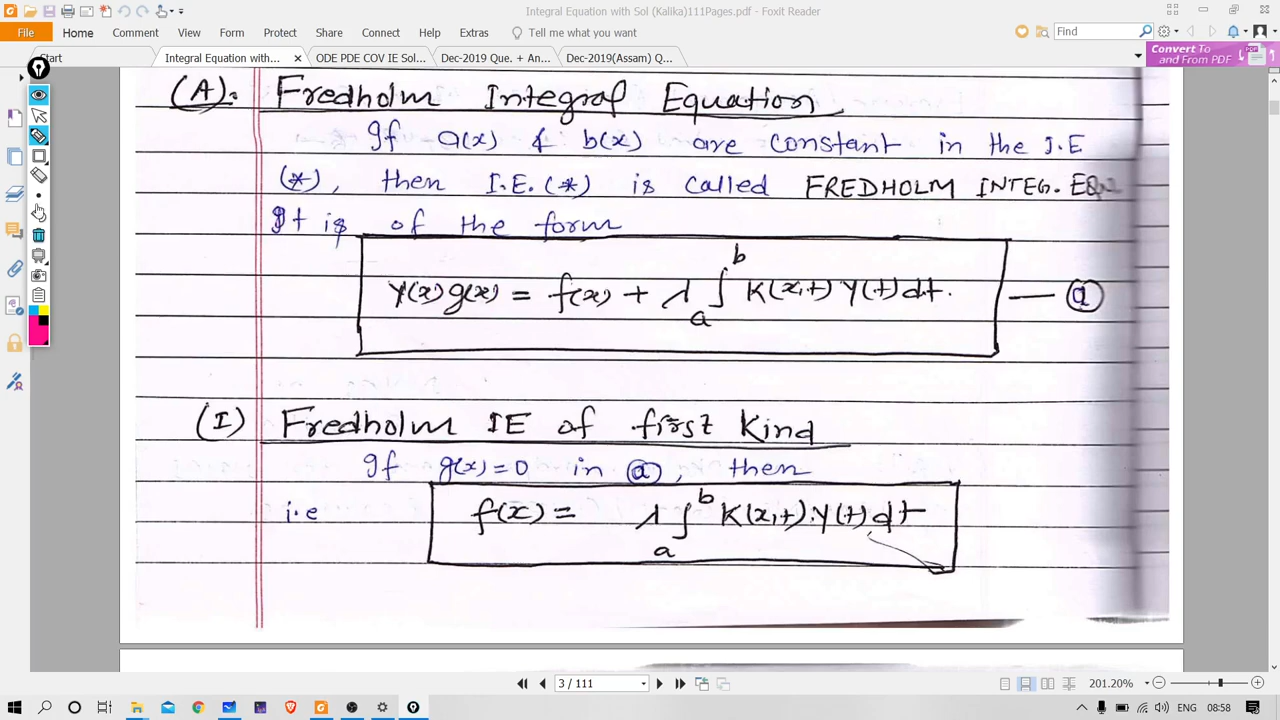 Integral Equation with Sol (Kalika)111Pages.pdf - Foxit Reader
File Home Comment View Form Protect Share Connect Help Extras Tell me what you want Find
Start Integral Equation with... ODE PDE COV IE Sol... Dec-2019 Que. + An... Dec-2019(Assam) Q... Convert To and From PDF
(A): Fredholm Integral Equation
If a(x) & b(x) are constant in the I.E
(*), then I.E.(*) is called FREDHOLM INTEG. EQ
It is of the form
y(x)g(x) = f(x) + λ ∫_a^b K(x,t) y(t) dt. — (a)
(I) Fredholm IE of first Kind
If g(x)=0 in (a), then
i.e f(x) = λ ∫_a^b K(x,t).y(t) dt
3 / 111 201.20%
ENG 08:58